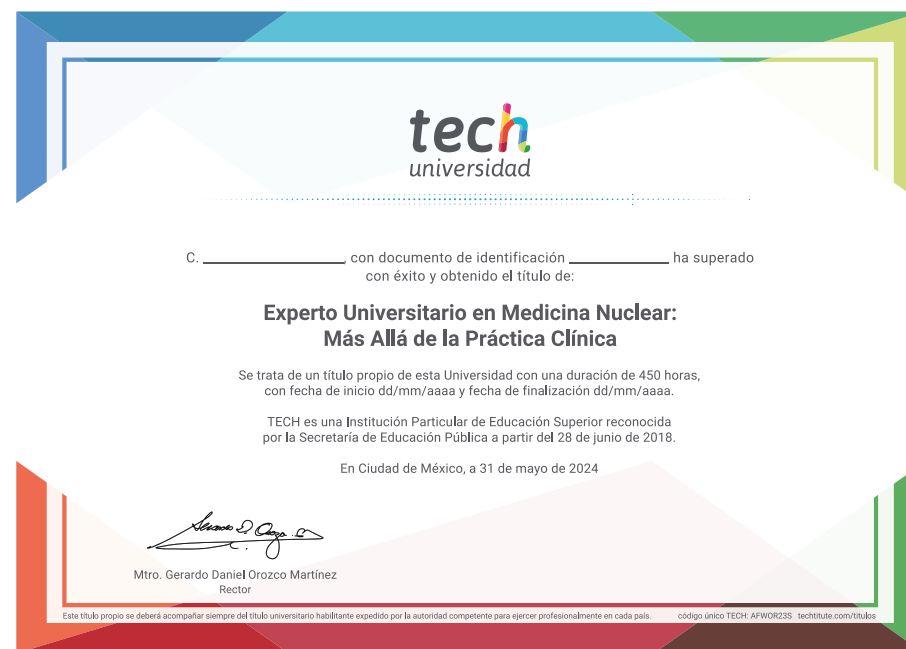 tech
universidad
C. ____________________, con documento de identificación ______________ ha superado
con éxito y obtenido el título de:
Experto Universitario en Medicina Nuclear:
Más Allá de la Práctica Clínica
Se trata de un título propio de esta Universidad con una duración de 450 horas,
con fecha de inicio dd/mm/aaaa y fecha de finalización dd/mm/aaaa.
TECH es una Institución Particular de Educación Superior reconocida
por la Secretaría de Educación Pública a partir del 28 de junio de 2018.
En Ciudad de México, a 31 de mayo de 2024
Mtro. Gerardo Daniel Orozco Martínez
Rector
Este título propio se deberá acompañar siempre del título universitario habilitante expedido por la autoridad competente para ejercer profesionalmente en cada país. código único TECH: AFWOR23S techtitute.com/titulos